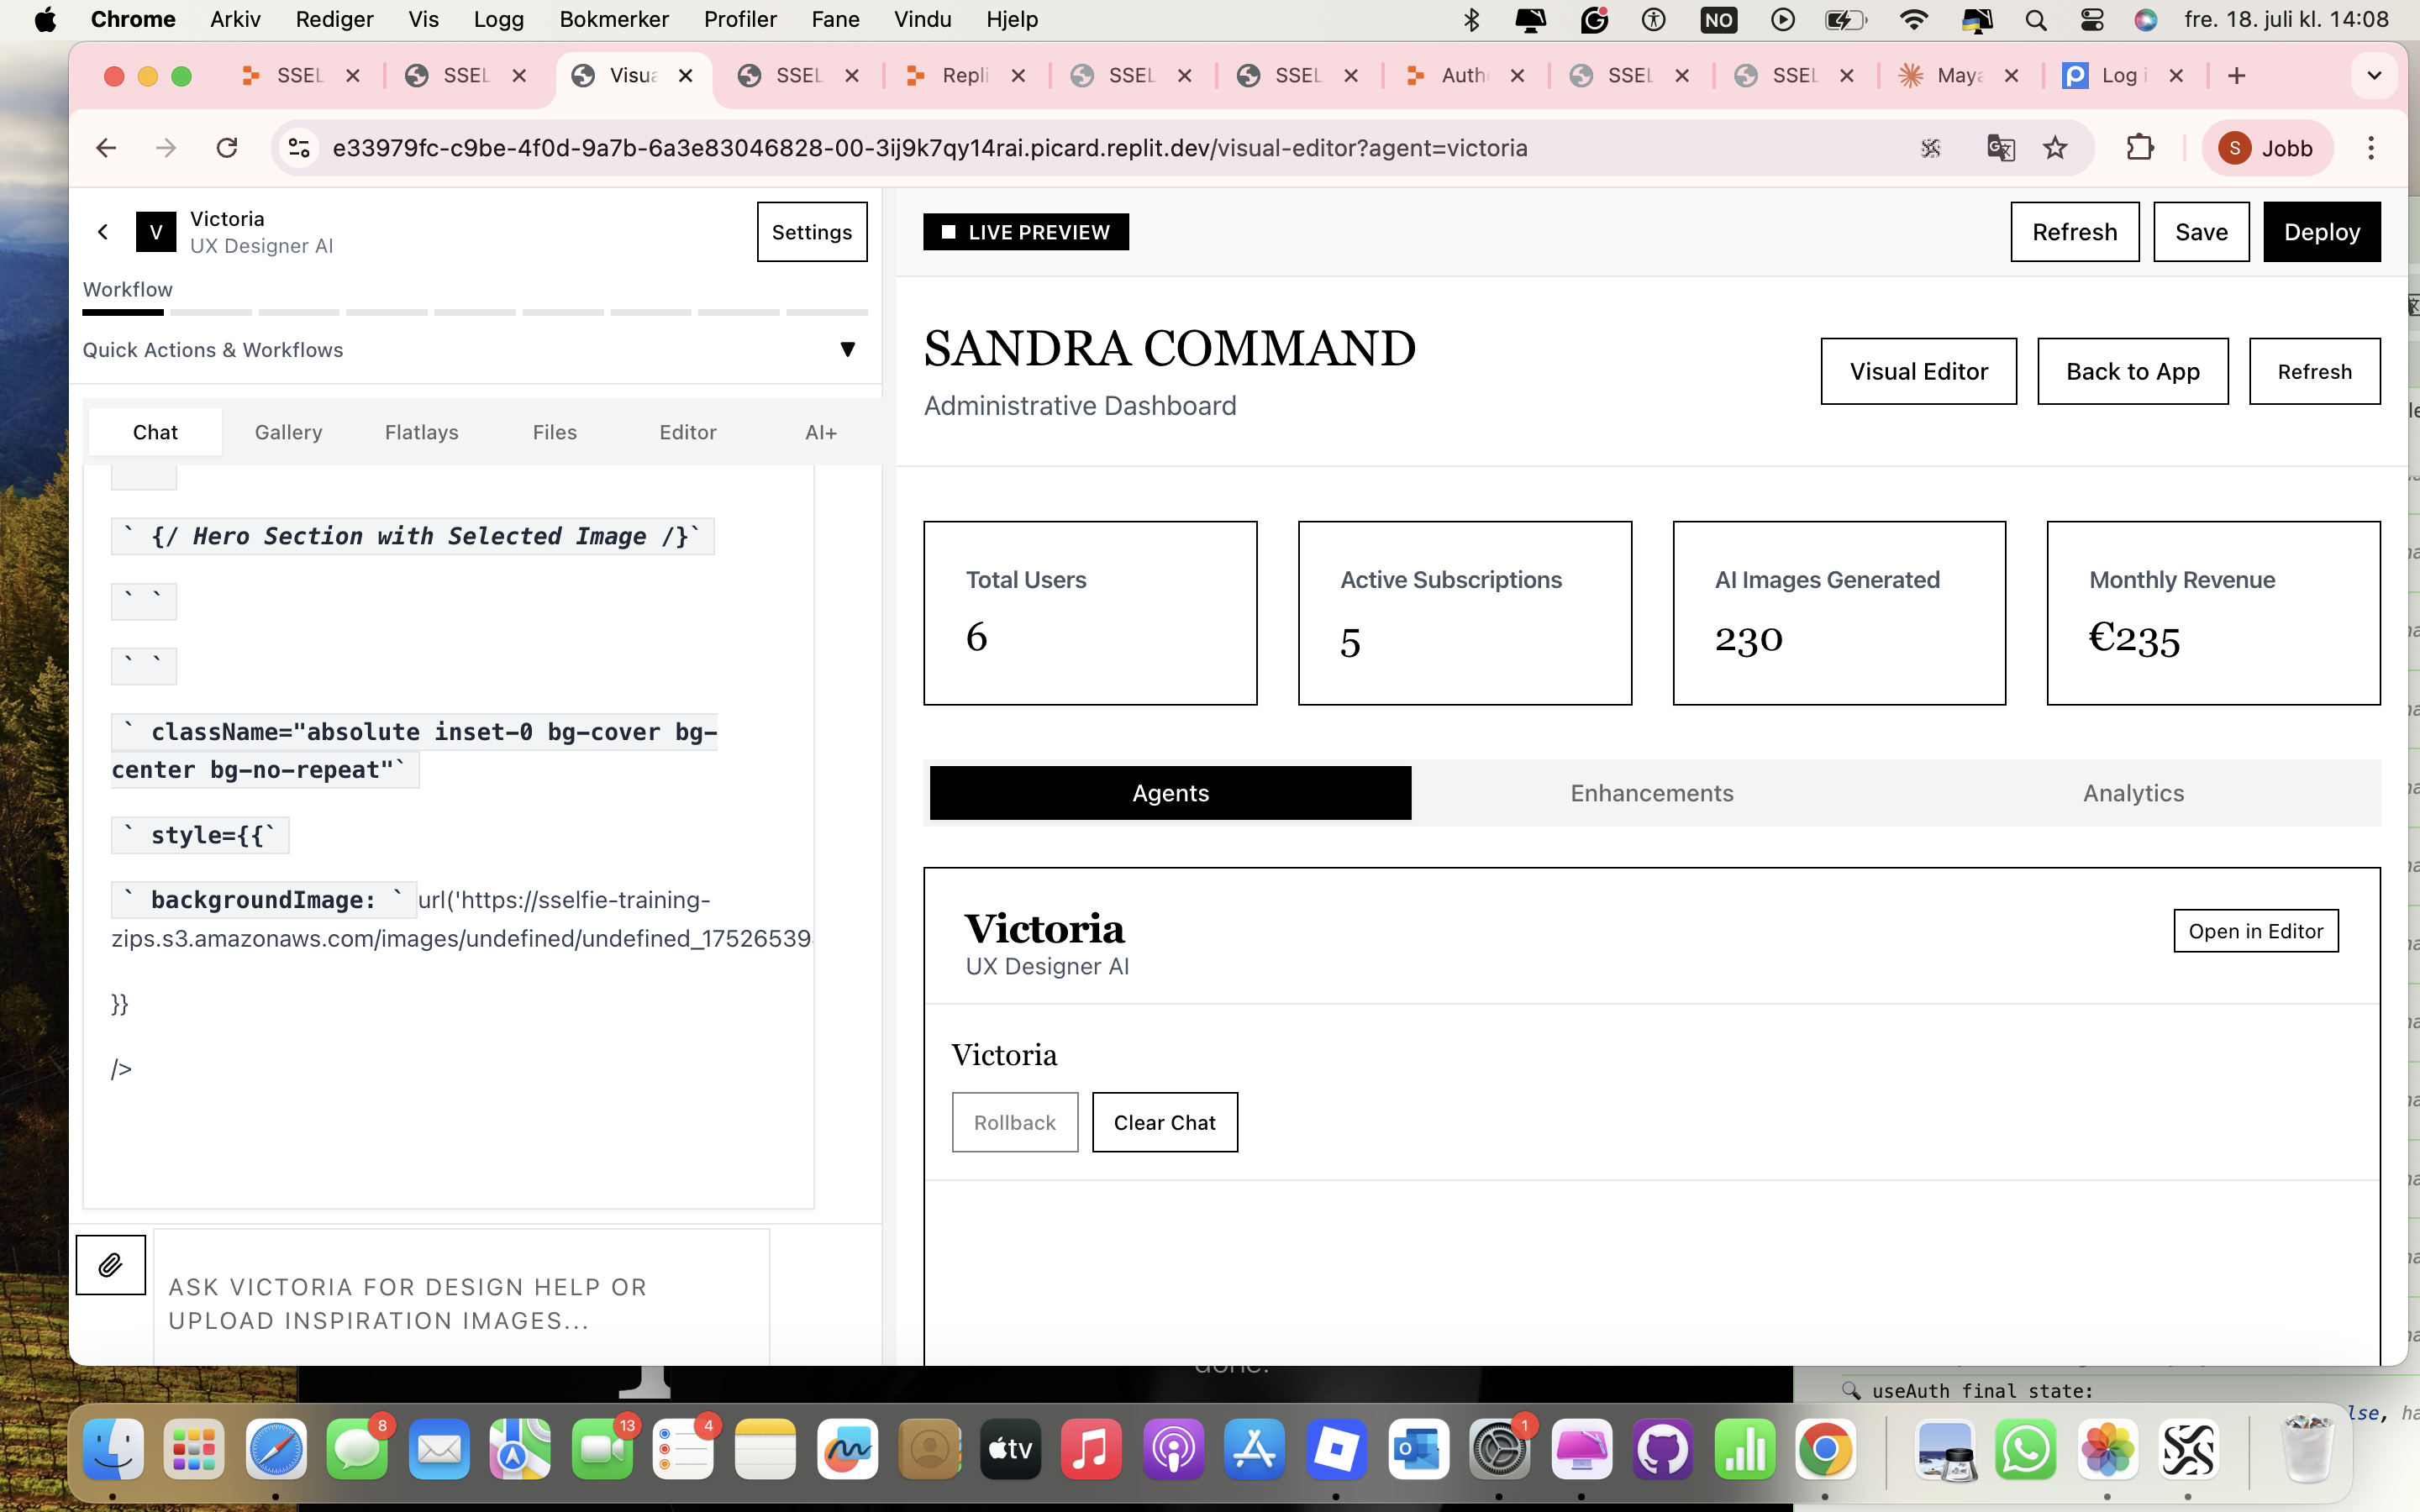 Chrome Arkiv Rediger Vis Logg Bokmerker Profiler Fane Vindu Hjelp NO fre. 18. juli kl. 14:08
SSEL SSEL Visua SSEL Repli SSEL SSEL Auth SSEL SSEL Maya Log i
e33979fc-c9be-4f0d-9a7b-6a3e83046828-00-3ij9k7qy14rai.picard.replit.dev/visual-editor?agent=victoria S Jobb
V Victoria
UX Designer AI
Settings
Workflow
Quick Actions & Workflows
Chat Gallery Flatlays Files Editor AI+
` {/ Hero Section with Selected Image /}`
` `
` `
` className="absolute inset-0 bg-cover bg-
center bg-no-repeat"`
` style={{`
` backgroundImage: ` url('https://sselfie-training-
zips.s3.amazonaws.com/images/undefined/undefined_17526539
}}
/>
ASK VICTORIA FOR DESIGN HELP OR
UPLOAD INSPIRATION IMAGES...
LIVE PREVIEW
Refresh Save Deploy
SANDRA COMMAND
Administrative Dashboard
Visual Editor Back to App Refresh
Total Users
6
Active Subscriptions
5
AI Images Generated
230
Monthly Revenue
€235
Agents Enhancements Analytics
Victoria
UX Designer AI
Open in Editor
Victoria
Rollback Clear Chat
done.
useAuth final state:
lse, ha
8 13 4 tv 1